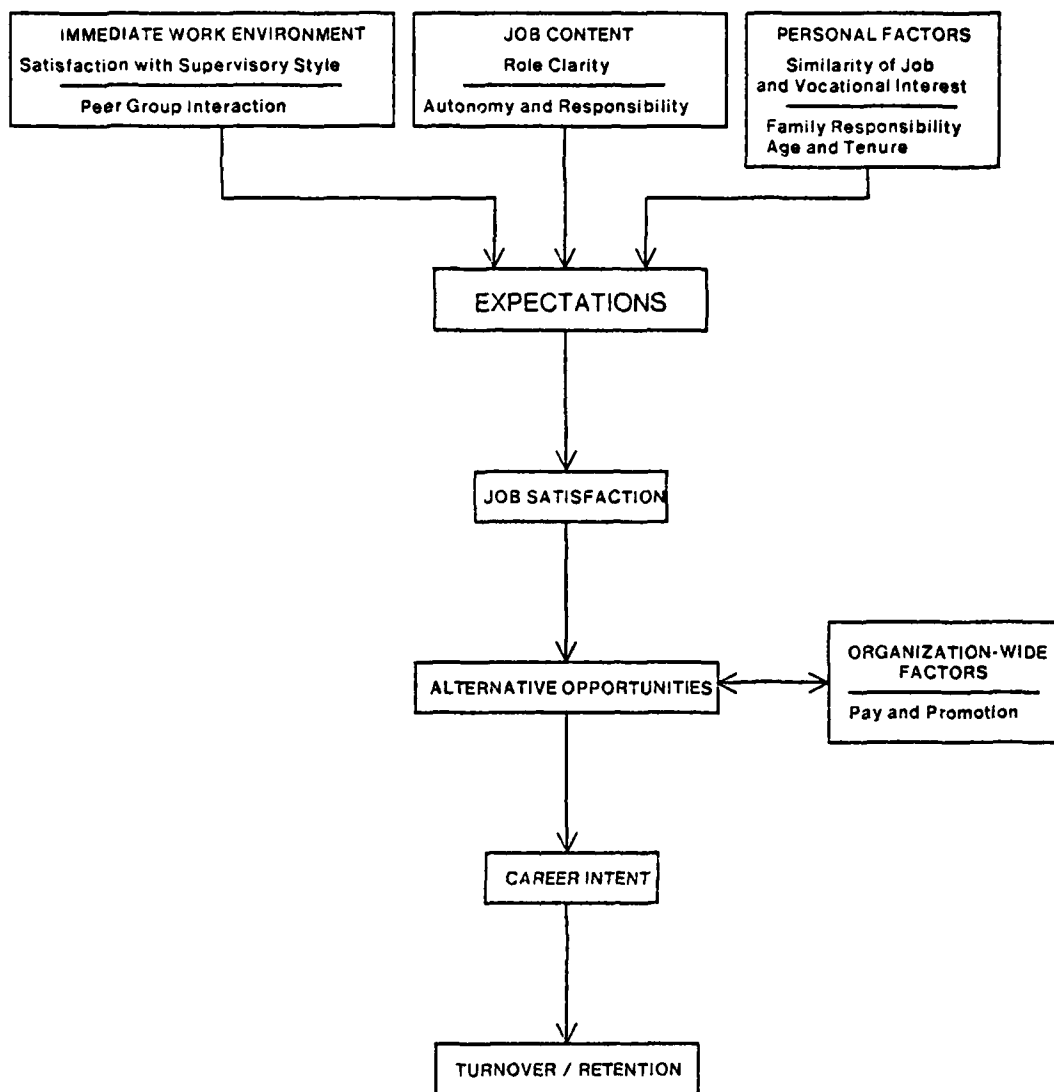 IMMEDIATE WORK ENVIRONMENT
Satisfaction with Supervisory Style
Peer Group Interaction
JOB CONTENT
Role Clarity
Autonomy and Responsibility
PERSONAL FACTORS
Similarity of Job
and Vocational Interest
Family Responsibility
Age and Tenure
EXPECTATIONS
JOB SATISFACTION
ALTERNATIVE OPPORTUNITIES
ORGANIZATION-WIDE
FACTORS
Pay and Promotion
CAREER INTENT
TURNOVER / RETENTION